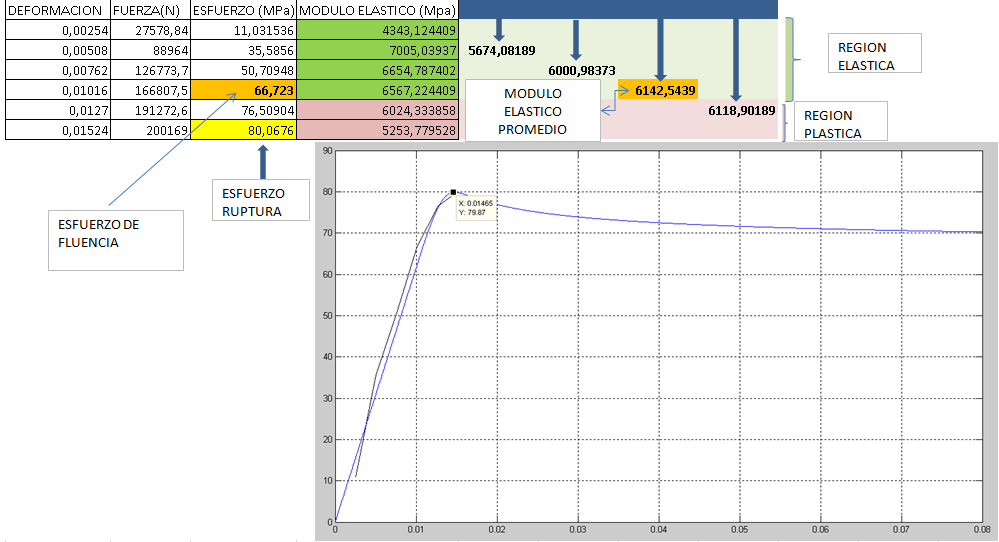 DEFORMACION FUERZA(N) ESFUERZO (MPa) MODULO ELASTICO (Mpa)
0,00254 27578,84 11,031536 4343,124409
0,00508 88964 35,5856 7005,03937
0,00762 126773,7 50,70948 6654,787402
0,01016 166807,5 66,723 6567,224409
0,0127 191272,6 76,50904 6024,333858
0,01524 200169 80,0676 5253,779528
5674,08189
6000,98373
6142,5439
6118,90189
MODULO
ELASTICO
PROMEDIO
REGION
ELASTICA
REGION
PLASTICA
ESFUERZO
RUPTURA
ESFUERZO DE
FLUENCIA
90
80
70
60
50
40
30
20
10
0
X: 0.01465
Y: 79.87
0 0.01 0.02 0.03 0.04 0.05 0.06 0.07 0.08